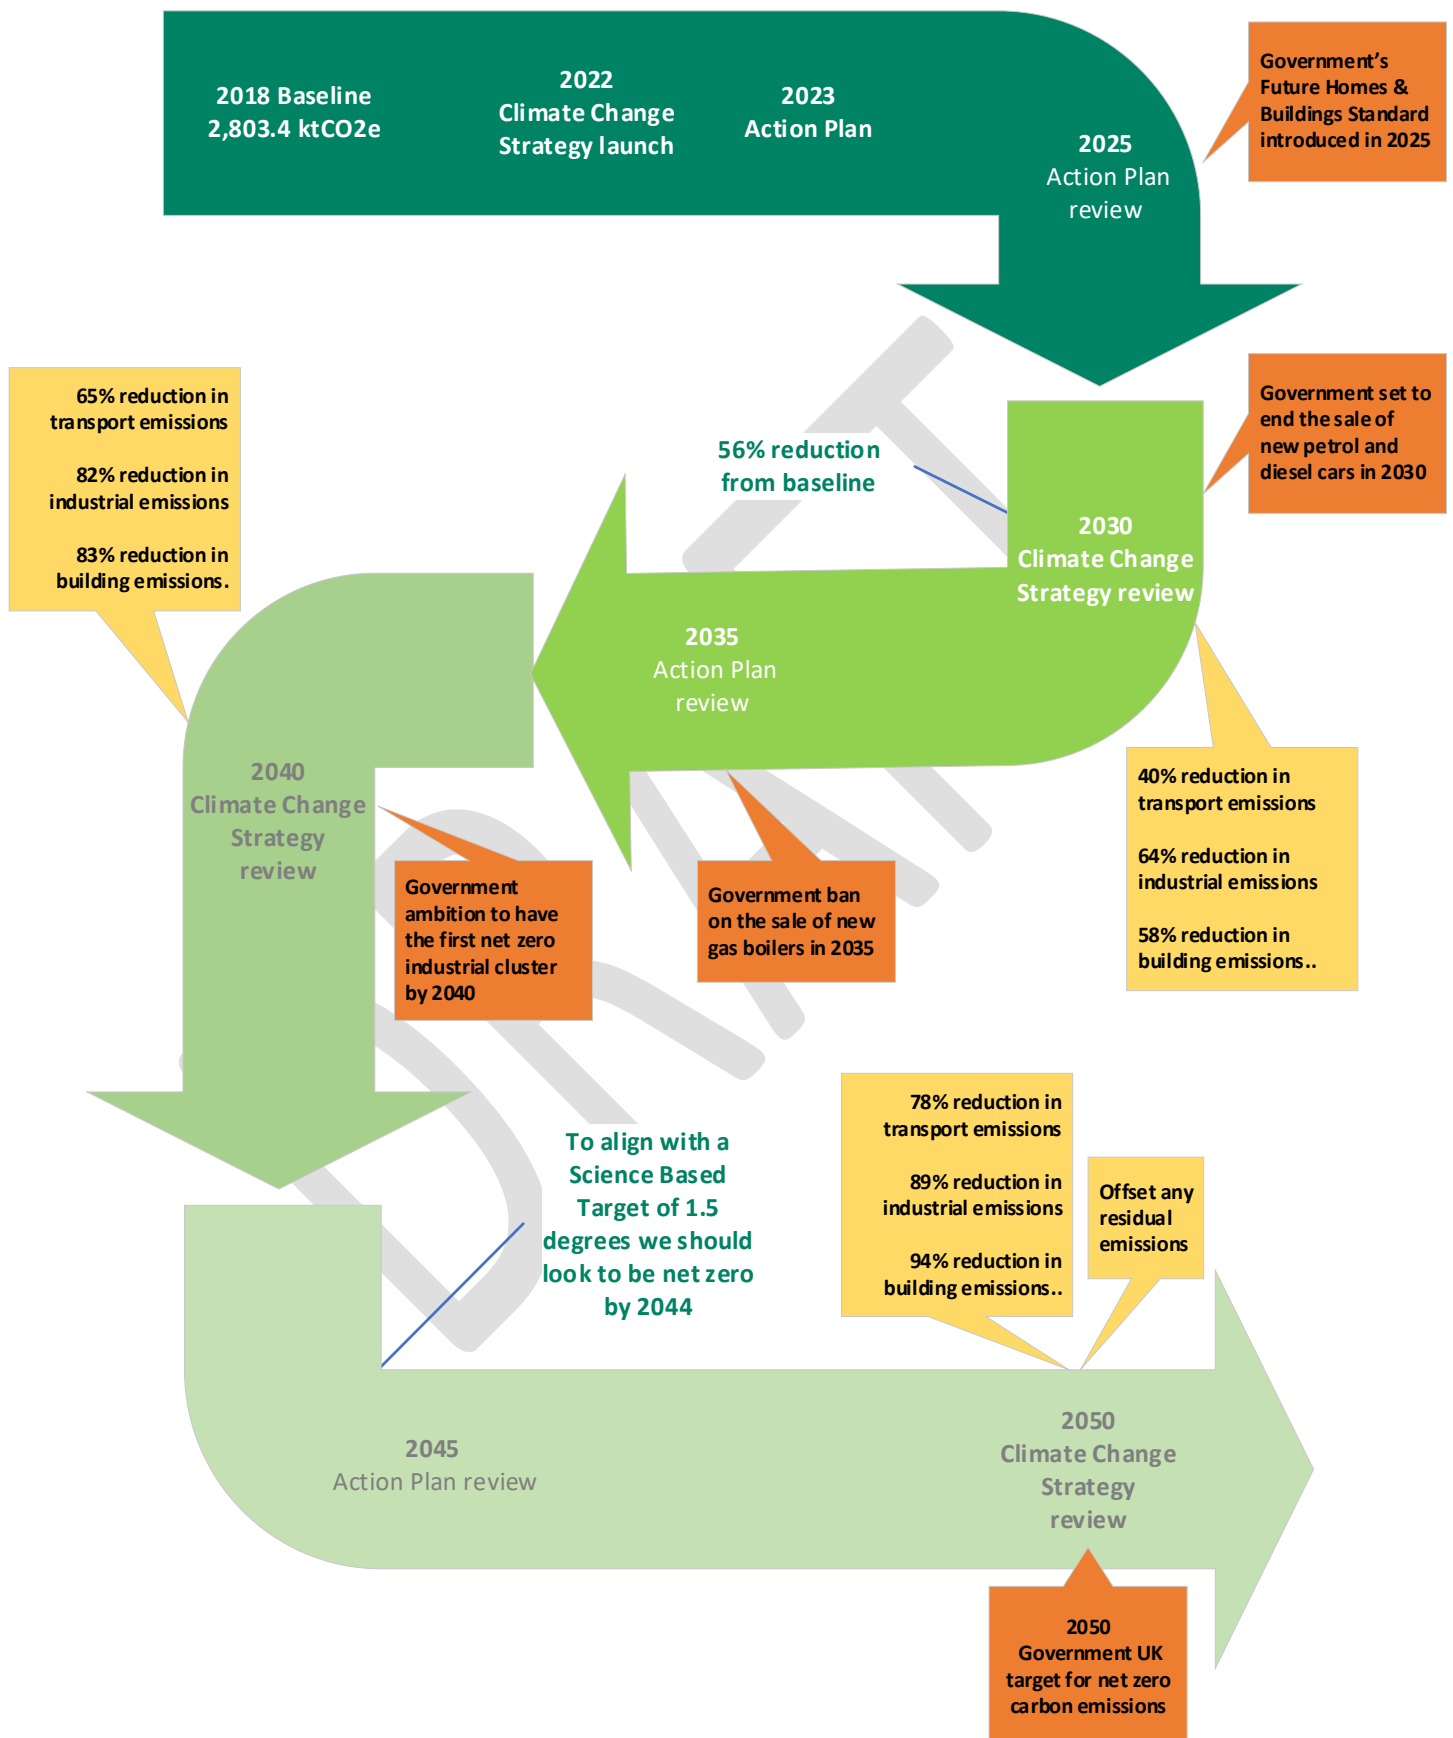 2018 Baseline
2,803.4 ktCO2e
2022
Climate Change
Strategy launch
2023
Action Plan
2025
Action Plan
review
Government's
Future Homes &
Buildings Standard
introduced in 2025
Government set to
end the sale of
new petrol and
diesel cars in 2030
56% reduction
from baseline
2030
Climate Change
Strategy review
65% reduction in
transport emissions
82% reduction in
industrial emissions
83% reduction in
building emissions.
2035
Action Plan
review
40% reduction in
transport emissions
64% reduction in
industrial emissions
58% reduction in
building emissions..
2040
Climate Change
Strategy
review
Government
ambition to have
the first net zero
industrial cluster
by 2040
Government ban
on the sale of new
gas boilers in 2035
DRAFT
To align with a
Science Based
Target of 1.5
degrees we should
look to be net zero
by 2044
78% reduction in
transport emissions
89% reduction in
industrial emissions
94% reduction in
building emissions..
Offset any
residual
emissions
2045
Action Plan review
2050
Climate Change
Strategy
review
2050
Government UK
target for net zero
carbon emissions